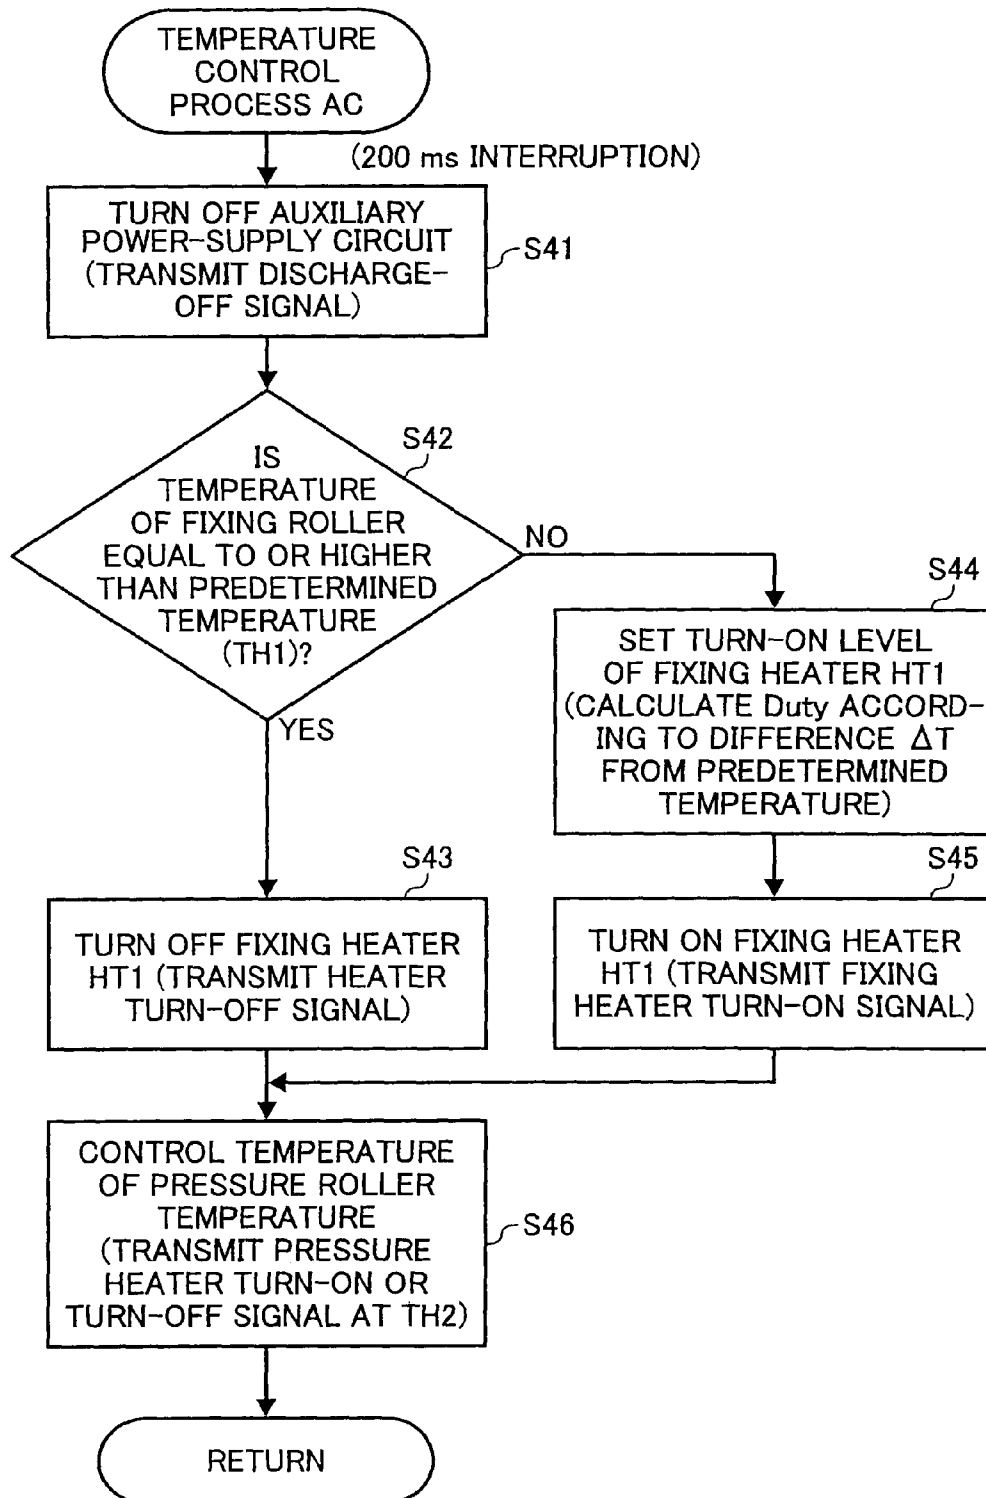 TEMPERATURE
CONTROL
PROCESS AC
(200 ms INTERRUPTION)
TURN OFF AUXILIARY
POWER-SUPPLY CIRCUIT
(TRANSMIT DISCHARGE-
OFF SIGNAL)
S41
S42
IS
TEMPERATURE
OF FIXING ROLLER
EQUAL TO OR HIGHER
THAN PREDETERMINED
TEMPERATURE
(TH1)?
NO
YES
S44
SET TURN-ON LEVEL
OF FIXING HEATER HT1
(CALCULATE Duty ACCORD-
ING TO DIFFERENCE ΔT
FROM PREDETERMINED
TEMPERATURE)
S43
TURN OFF FIXING HEATER
HT1 (TRANSMIT HEATER
TURN-OFF SIGNAL)
S45
TURN ON FIXING HEATER
HT1 (TRANSMIT FIXING
HEATER TURN-ON SIGNAL)
CONTROL TEMPERATURE
OF PRESSURE ROLLER
TEMPERATURE
(TRANSMIT PRESSURE
HEATER TURN-ON OR
TURN-OFF SIGNAL AT TH2)
S46
RETURN